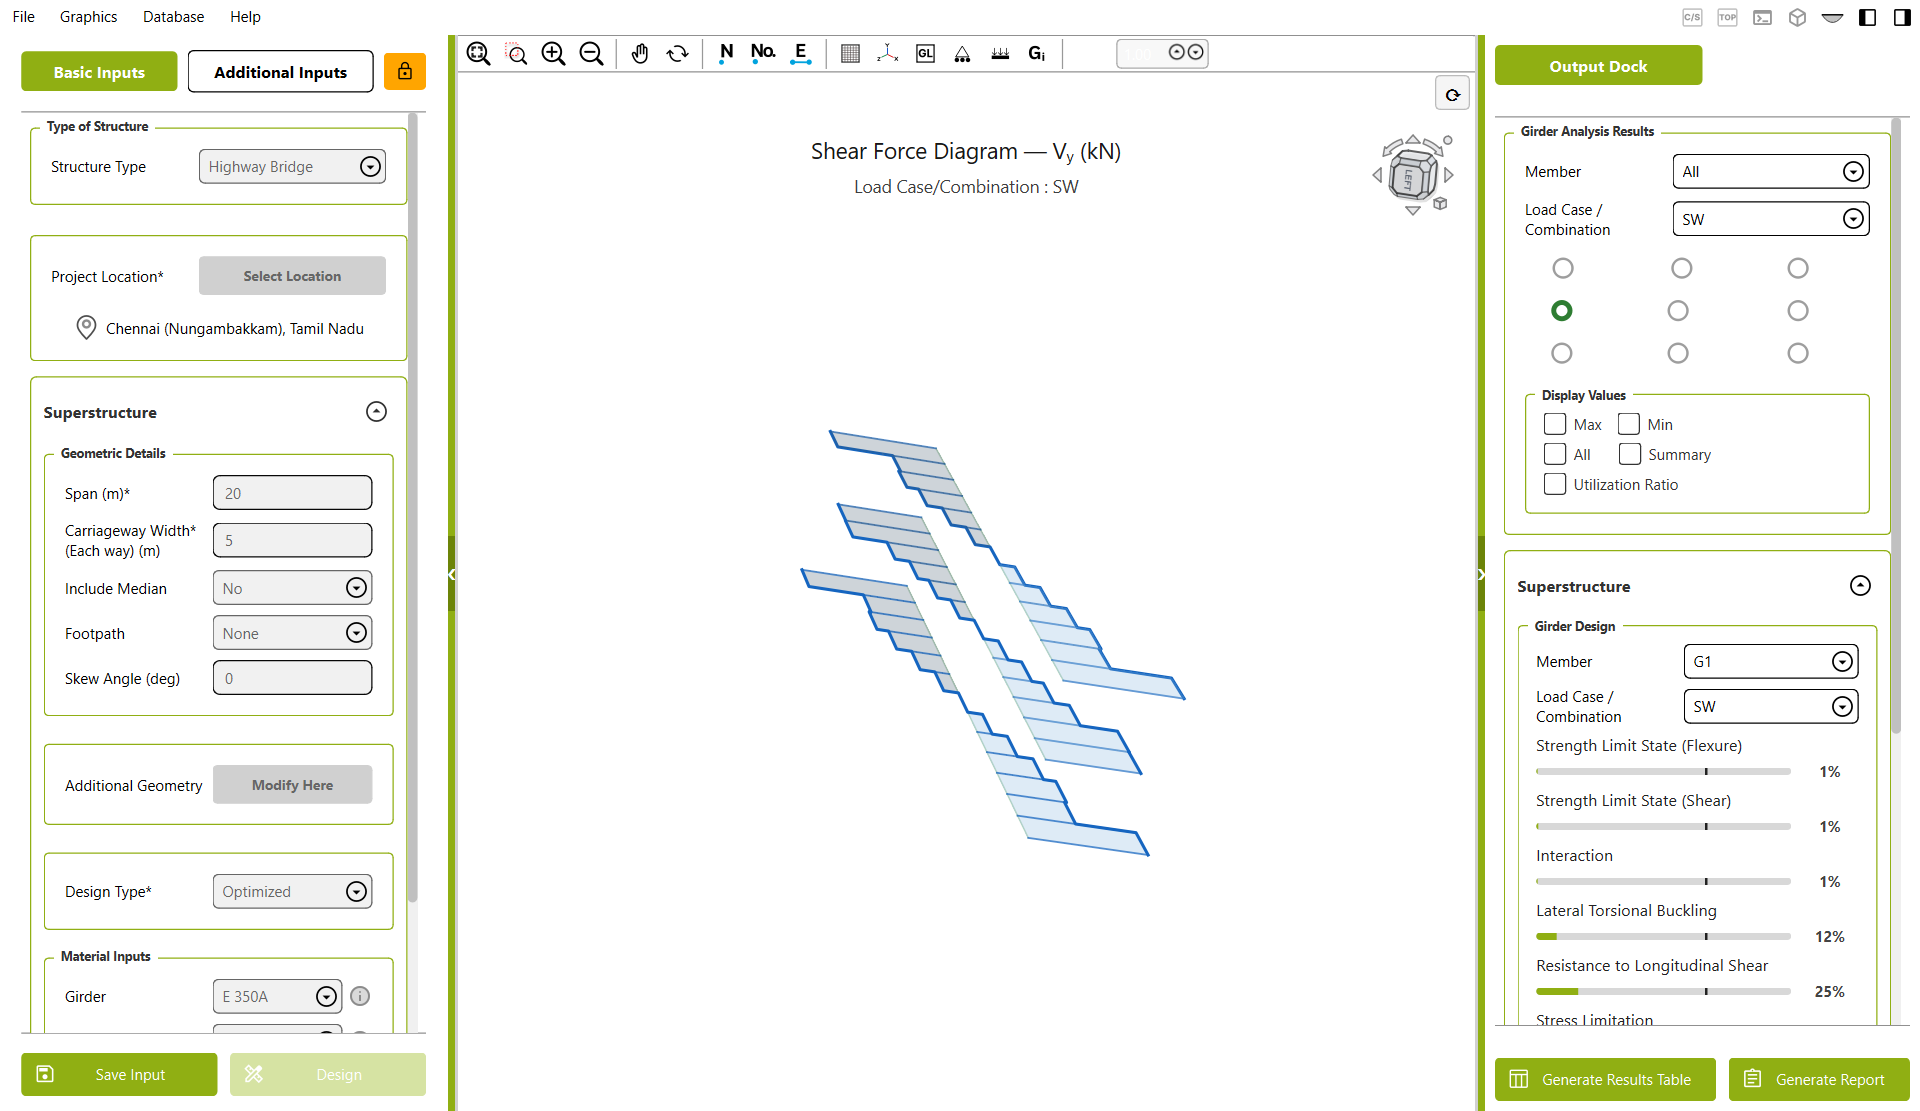 File Graphics Database Help
C/S TOP
Basic Inputs Additional Inputs
N No. E GL Gi
Output Dock
Type of Structure
Structure Type Highway Bridge
Project Location* Select Location
Chennai (Nungambakkam), Tamil Nadu
Superstructure
Geometric Details
Span (m)* 20
Carriageway Width*
(Each way) (m) 5
Include Median No
Footpath None
Skew Angle (deg) 0
Additional Geometry Modify Here
Design Type* Optimized
Material Inputs
Girder E 350A
Save Input Design
Shear Force Diagram — Vy (kN)
Load Case/Combination : SW
LEFT
Girder Analysis Results
Member All
Load Case /
Combination SW
Display Values
Max Min
All Summary
Utilization Ratio
Superstructure
Girder Design
Member G1
Load Case /
Combination SW
Strength Limit State (Flexure)
1%
Strength Limit State (Shear)
1%
Interaction
1%
Lateral Torsional Buckling
12%
Resistance to Longitudinal Shear
25%
Stress Limitation
Generate Results Table Generate Report